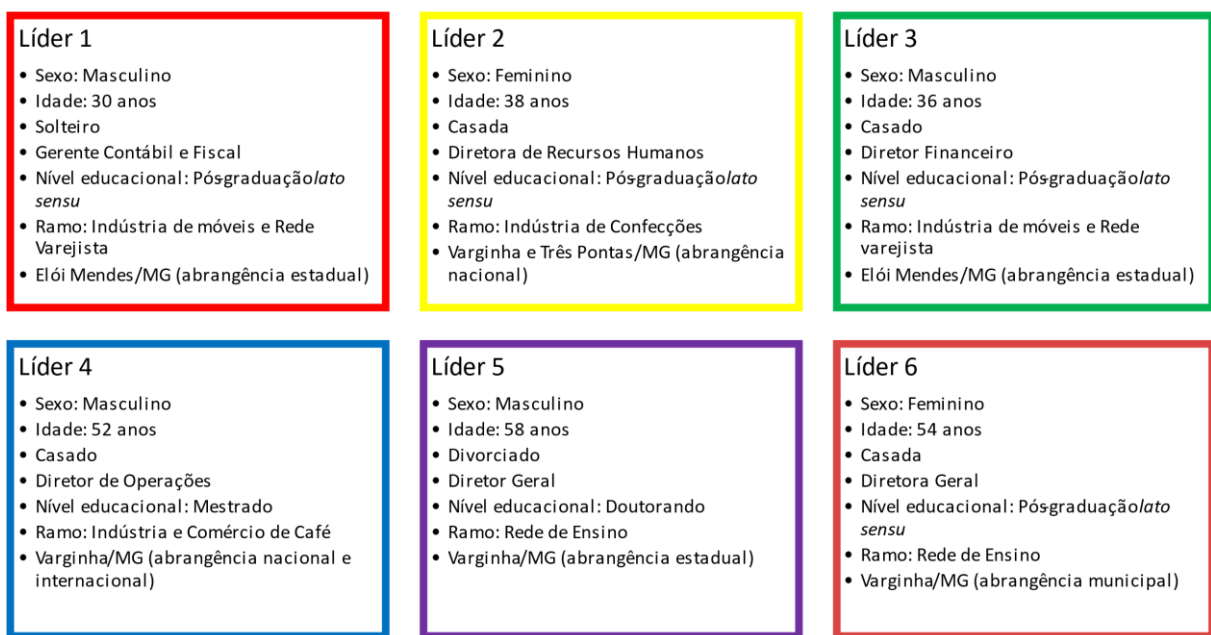 Líder 1
• Sexo: Masculino
• Idade: 30 anos
• Solteiro
• Gerente Contábil e Fiscal
• Nível educacional: Pós-graduação lato
sensu
• Ramo: Indústria de móveis e Rede
Varejista
• Elói Mendes/MG (abrangência estadual)
Líder 2
• Sexo: Feminino
• Idade: 38 anos
• Casada
• Diretora de Recursos Humanos
• Nível educacional: Pós-graduação lato
sensu
• Ramo: Indústria de Confecções
• Varginha e Três Pontas/MG (abrangência
nacional)
Líder 3
• Sexo: Masculino
• Idade: 36 anos
• Casado
• Diretor Financeiro
• Nível educacional: Pós-graduação lato
sensu
• Ramo: Indústria de móveis e Rede
varejista
• Elói Mendes/MG (abrangência estadual)
Líder 4
• Sexo: Masculino
• Idade: 52 anos
• Casado
• Diretor de Operações
• Nível educacional: Mestrado
• Ramo: Indústria e Comércio de Café
• Varginha/MG (abrangência nacional e
internacional)
Líder 5
• Sexo: Masculino
• Idade: 58 anos
• Divorciado
• Diretor Geral
• Nível educacional: Doutorando
• Ramo: Rede de Ensino
• Varginha/MG (abrangência estadual)
Líder 6
• Sexo: Feminino
• Idade: 54 anos
• Casada
• Diretora Geral
• Nível educacional: Pós-graduação lato
sensu
• Ramo: Rede de Ensino
• Varginha/MG (abrangência municipal)